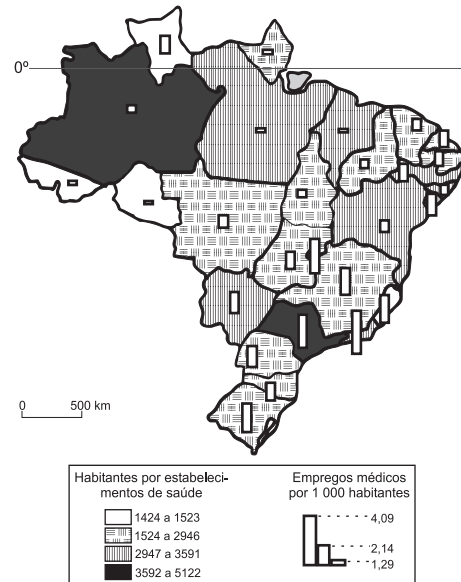 0º
0 500 km
Habitantes por estabeleci-
mentos de saúde
1424 a 1523
1524 a 2946
2947 a 3591
3592 a 5122
Empregos médicos
por 1 000 habitantes
4,09
2,14
1,29